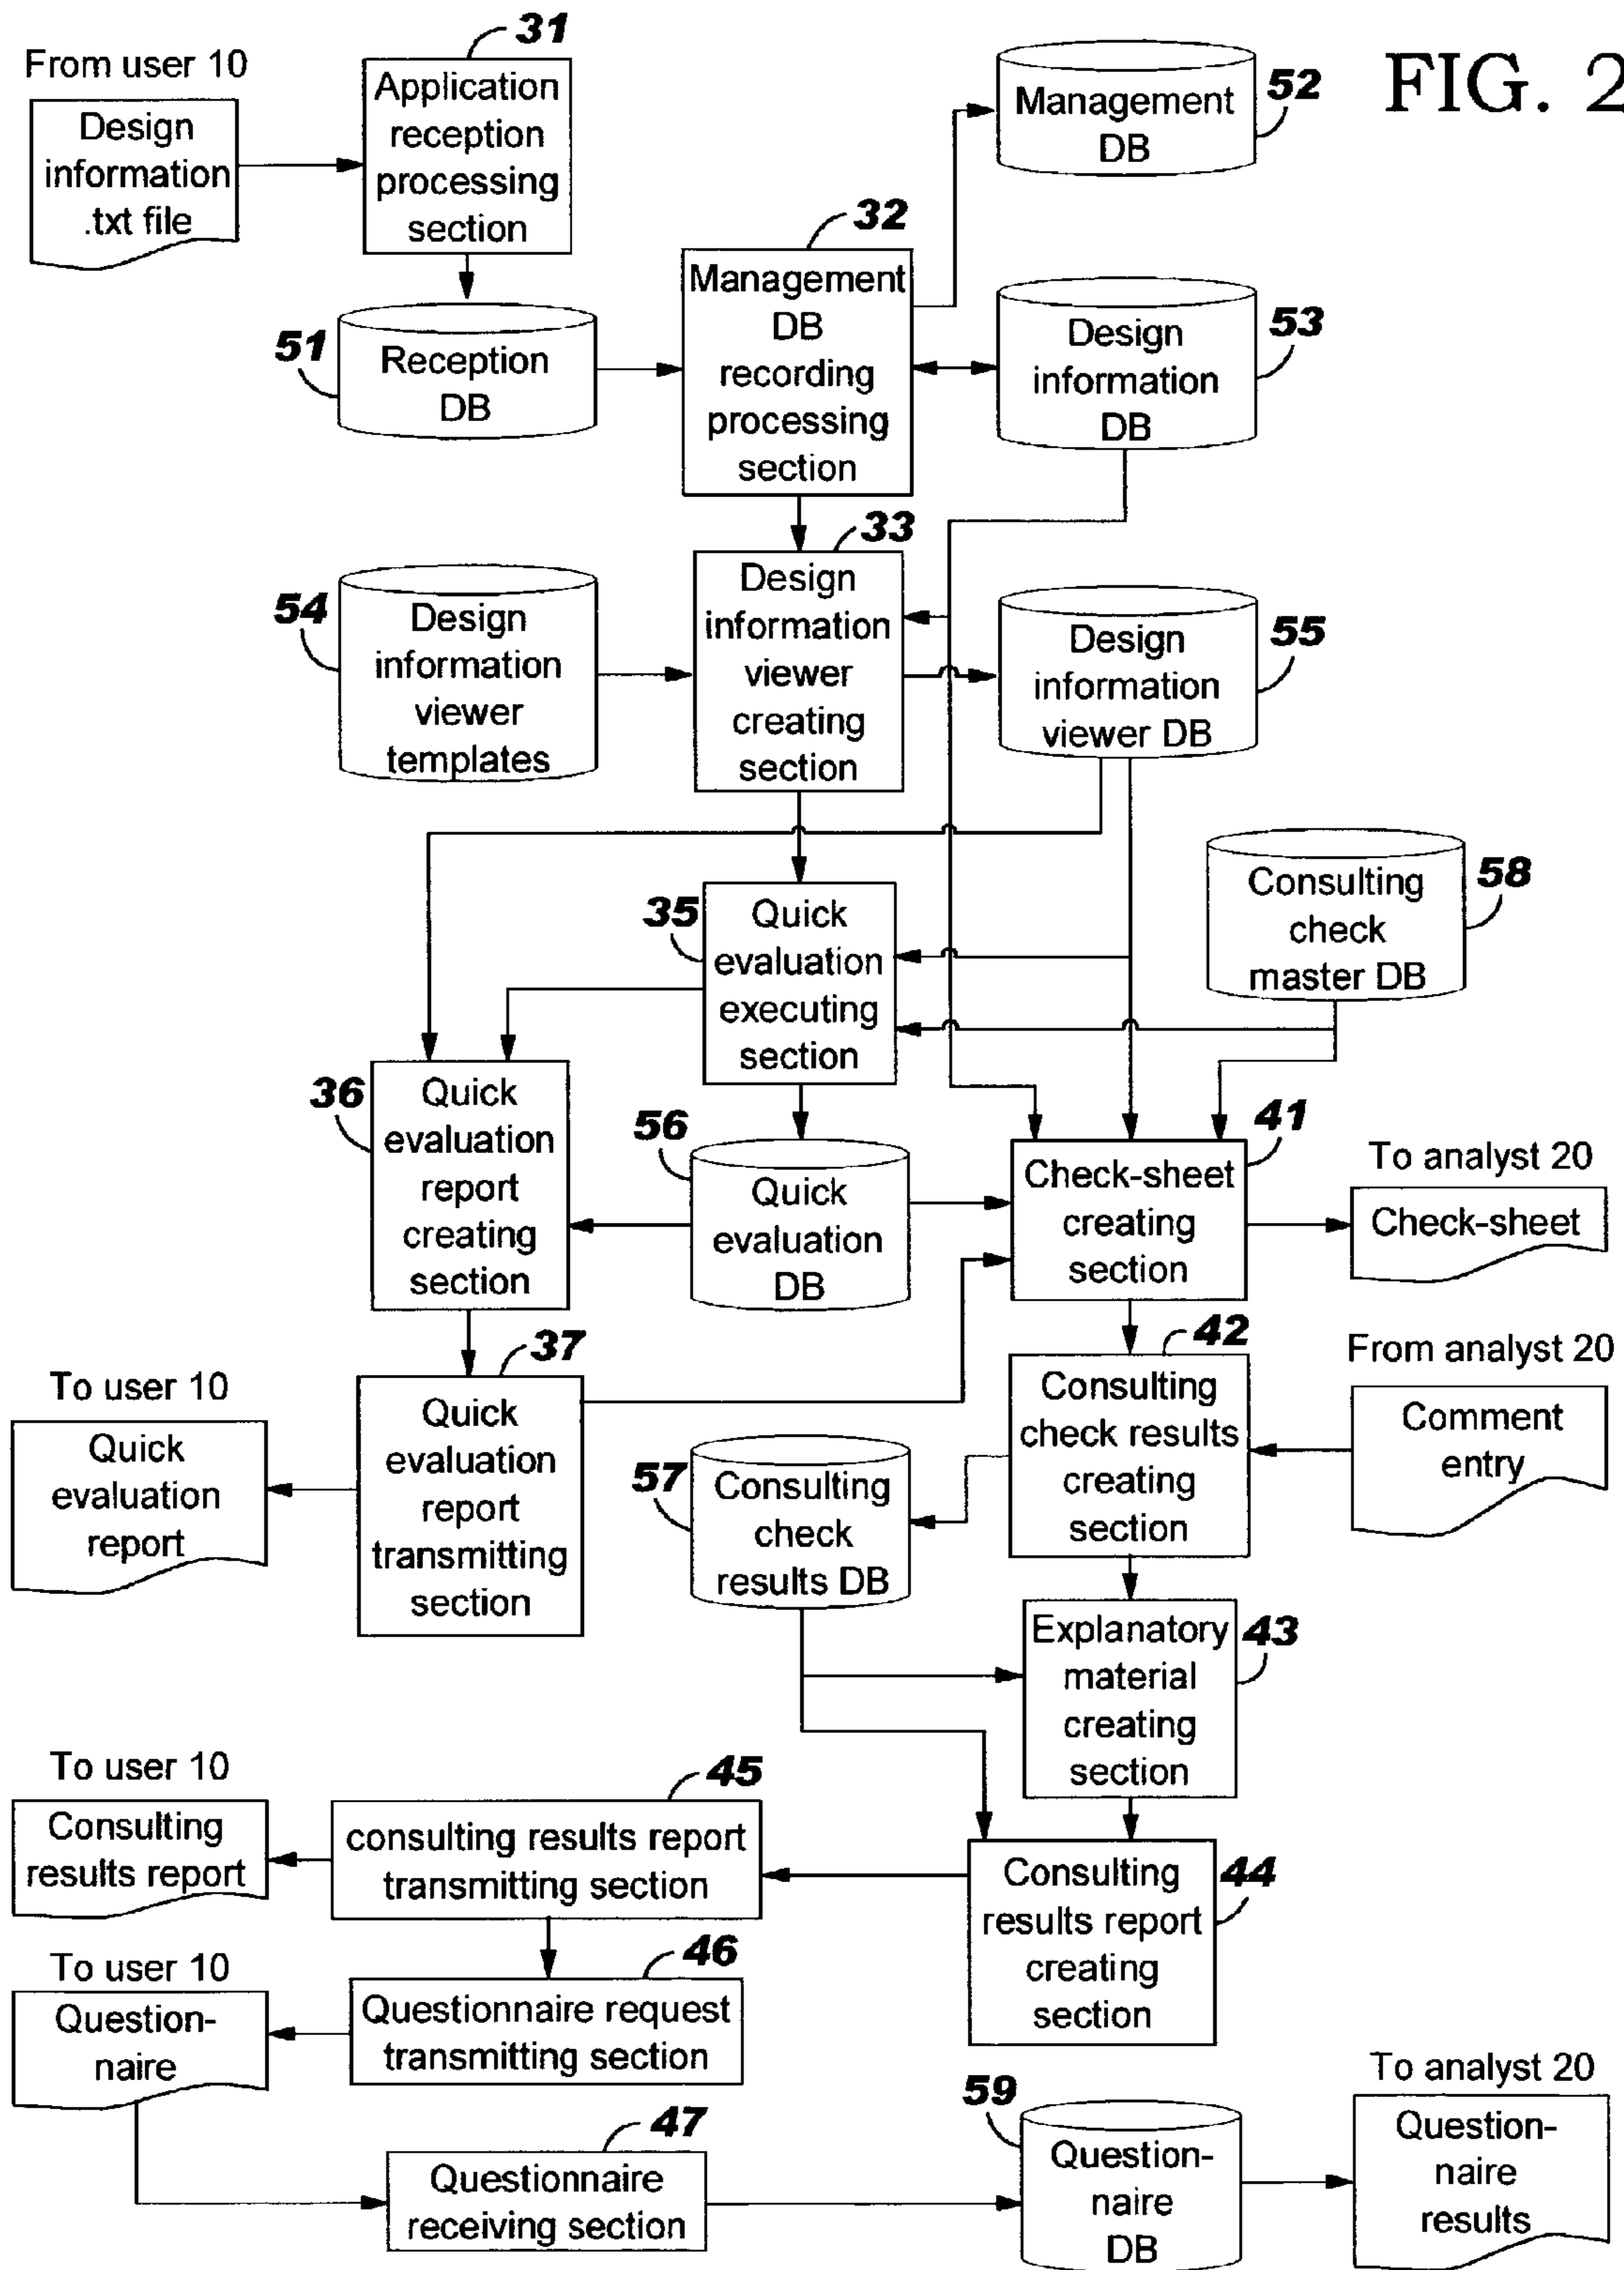 FIG. 2
From user 10
Design
information
.txt file
31
Application
reception
processing
section
Management
DB
52
32
Management
DB
recording
processing
section
51
Reception
DB
Design
information
DB
53
33
Design
information
viewer
creating
section
54
Design
information
viewer
templates
Design
information
viewer DB
55
Consulting
check
master DB
58
35
Quick
evaluation
executing
section
36
Quick
evaluation
report
creating
section
56
Quick
evaluation
DB
41
Check-sheet
creating
section
To analyst 20
Check-sheet
37
Quick
evaluation
report
transmitting
section
To user 10
Quick
evaluation
report
42
Consulting
check results
creating
section
From analyst 20
Comment
entry
57
Consulting
check
results DB
Explanatory
material
creating
section
43
To user 10
Consulting
results report
45
consulting results report
transmitting section
Consulting
results report
creating
section
44
To user 10
Question-
naire
46
Questionnaire request
transmitting section
47
Questionnaire
receiving section
59
Question-
naire
DB
To analyst 20
Question-
naire
results